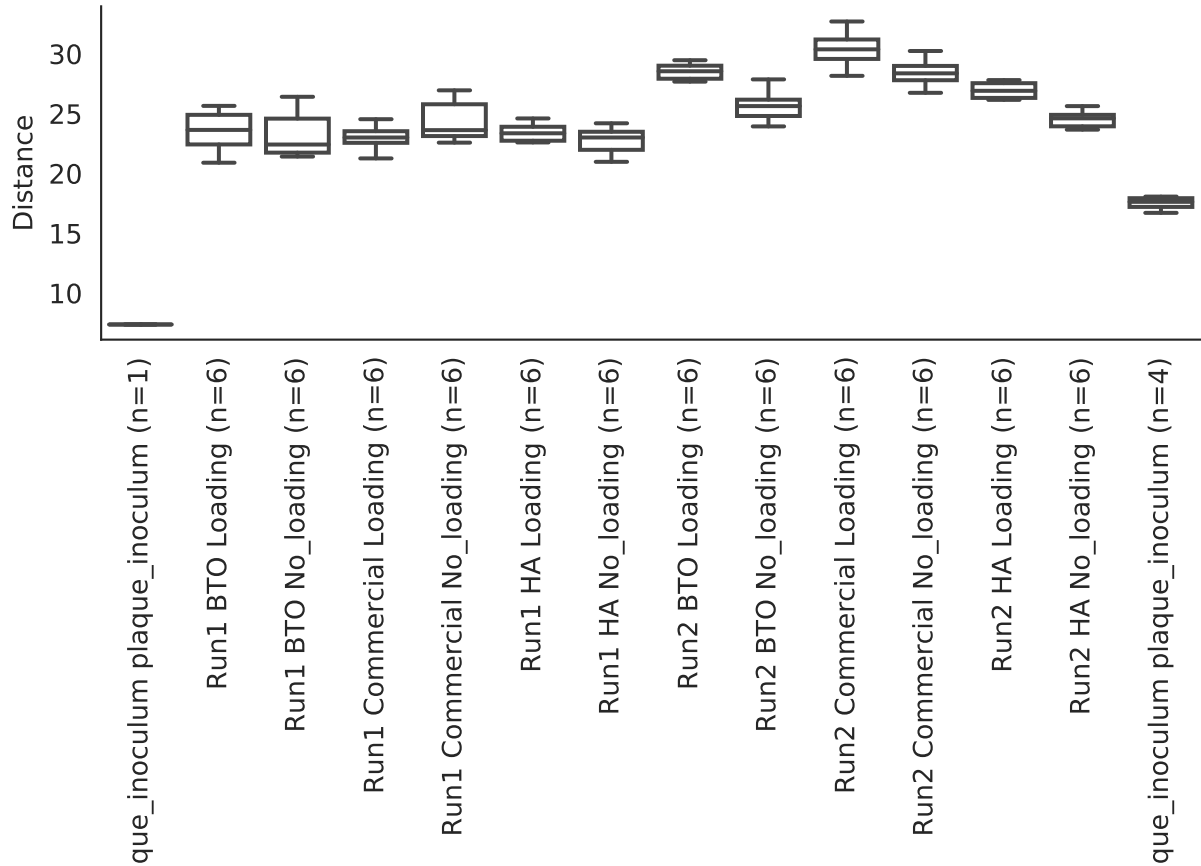 Distance
30
25
20
15
10
que_inoculum plaque_inoculum (n=1)
Run1 BTO Loading (n=6)
Run1 BTO No_loading (n=6)
Run1 Commercial Loading (n=6)
Run1 Commercial No_loading (n=6)
Run1 HA Loading (n=6)
Run1 HA No_loading (n=6)
Run2 BTO Loading (n=6)
Run2 BTO No_loading (n=6)
Run2 Commercial Loading (n=6)
Run2 Commercial No_loading (n=6)
Run2 HA Loading (n=6)
Run2 HA No_loading (n=6)
que_inoculum plaque_inoculum (n=4)